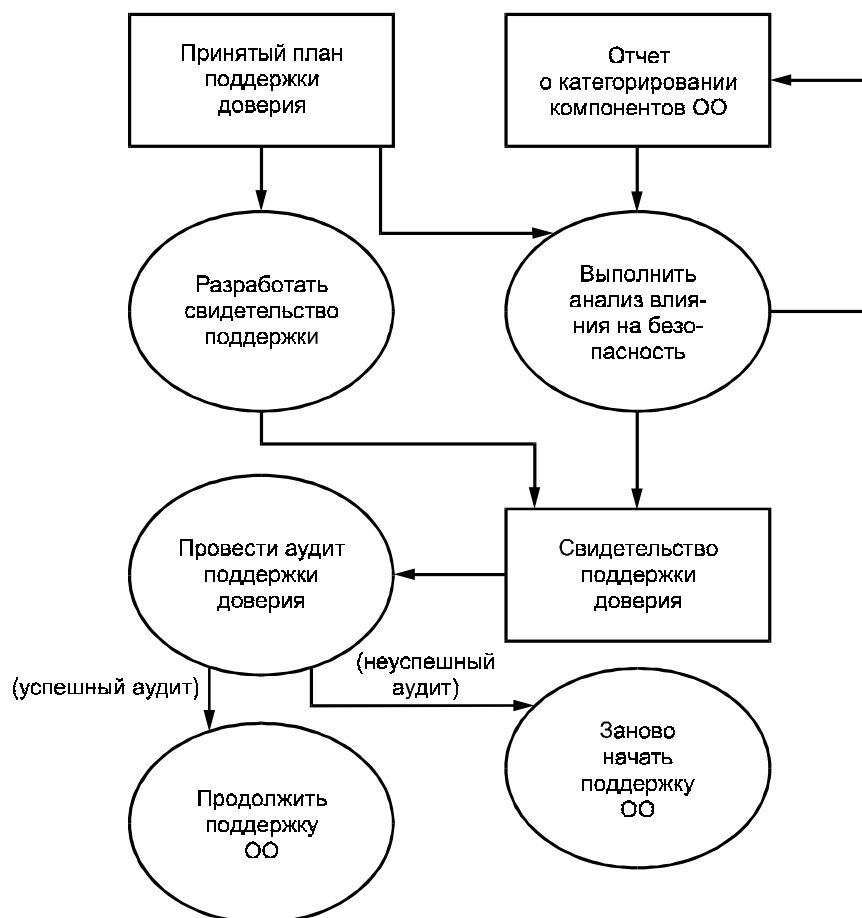 Принятый план
поддержки
доверия
Отчет
о категорировании
компонентов ОО
Разработать
свидетельство
поддержки
Выполнить
анализ влия-
ния на безо-
пасность
Провести аудит
поддержки
доверия
Свидетельство
поддержки
доверия
(успешный аудит)
(неуспешный
аудит)
Продолжить
поддержку
ОО
Заново
начать
поддержку
ОО